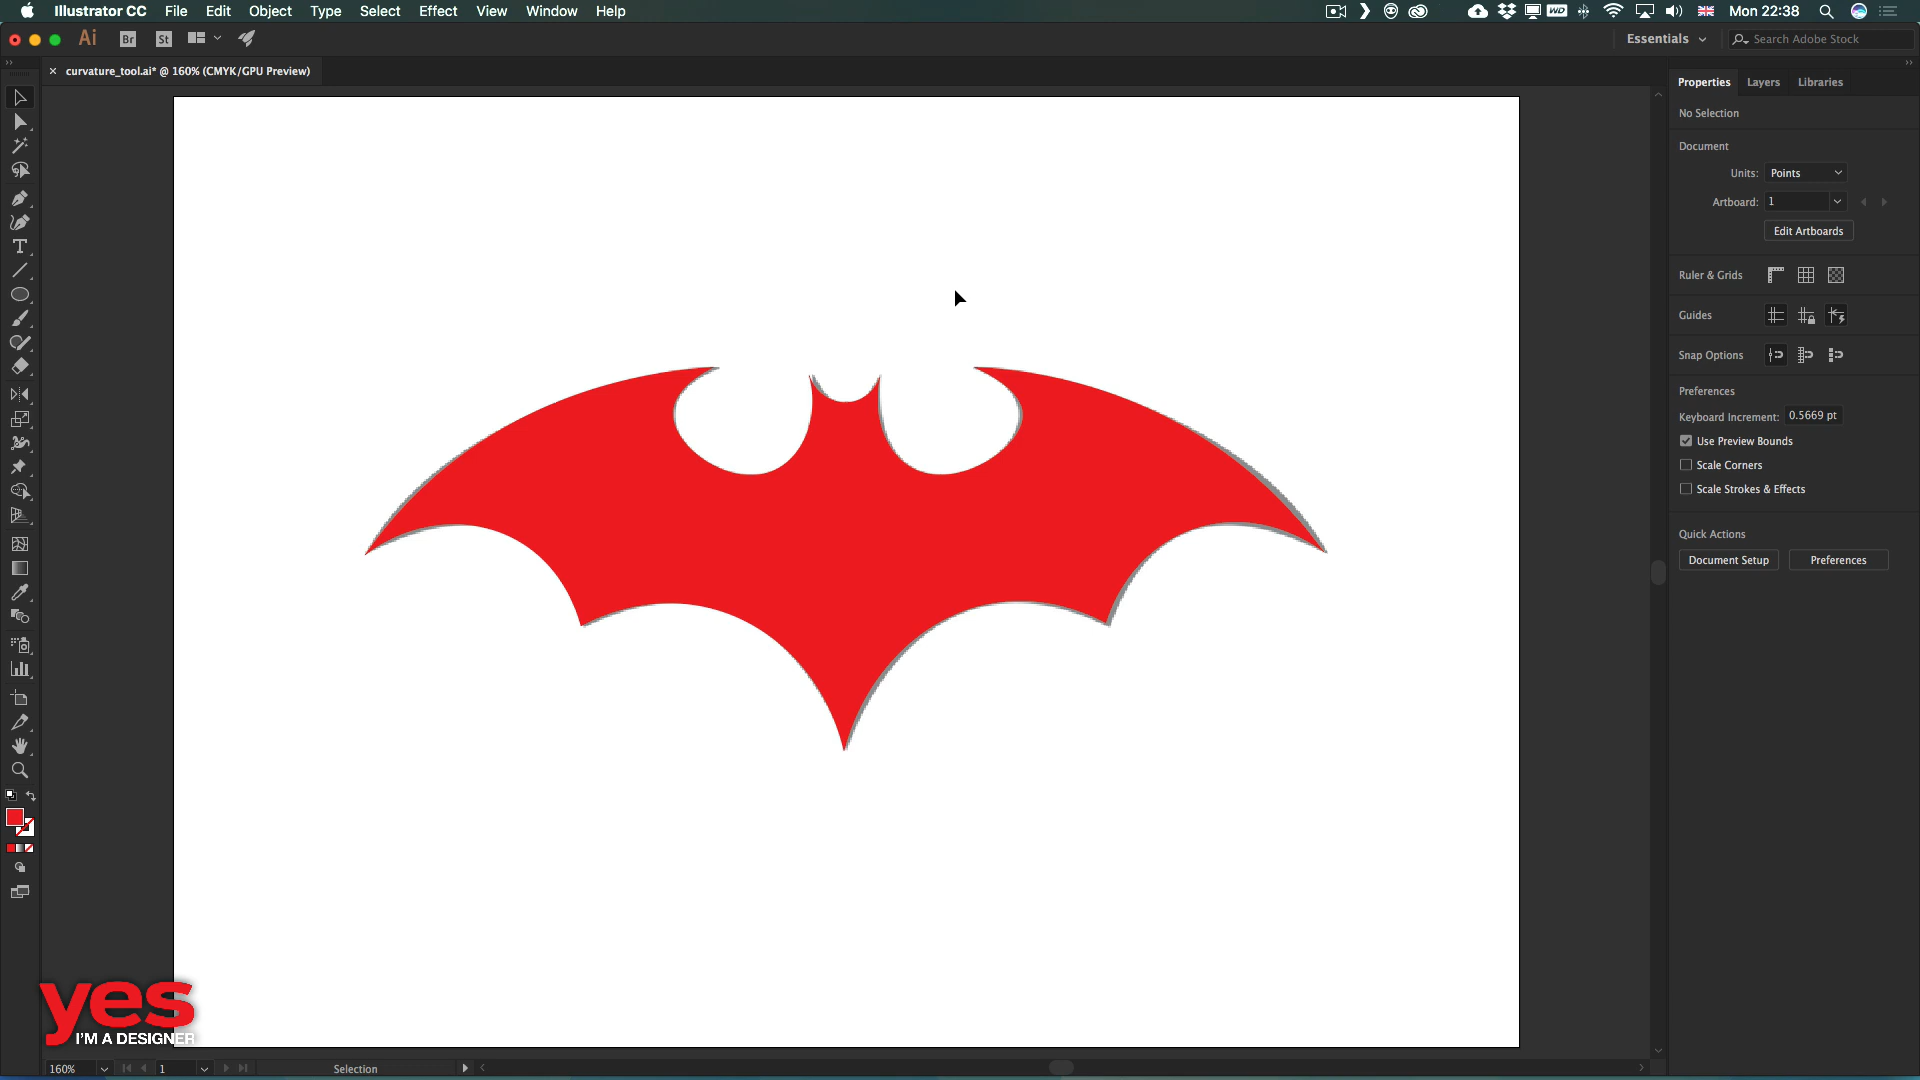 Illustrator CC File Edit Object Type Select Effect View Window Help
WD Mon 22:38
Ai Br St
Essentials
Search Adobe Stock
× curvature_tool.ai* @ 160% (CMYK/GPU Preview)
Properties Layers Libraries
No Selection
Document
Units: Points
Artboard: 1
Edit Artboards
Ruler & Grids
Guides
Snap Options
Preferences
Keyboard Increment: 0.5669 pt
Use Preview Bounds
Scale Corners
Scale Strokes & Effects
Quick Actions
Document Setup Preferences
yes
I'M A DESIGNER
160% 1 Selection